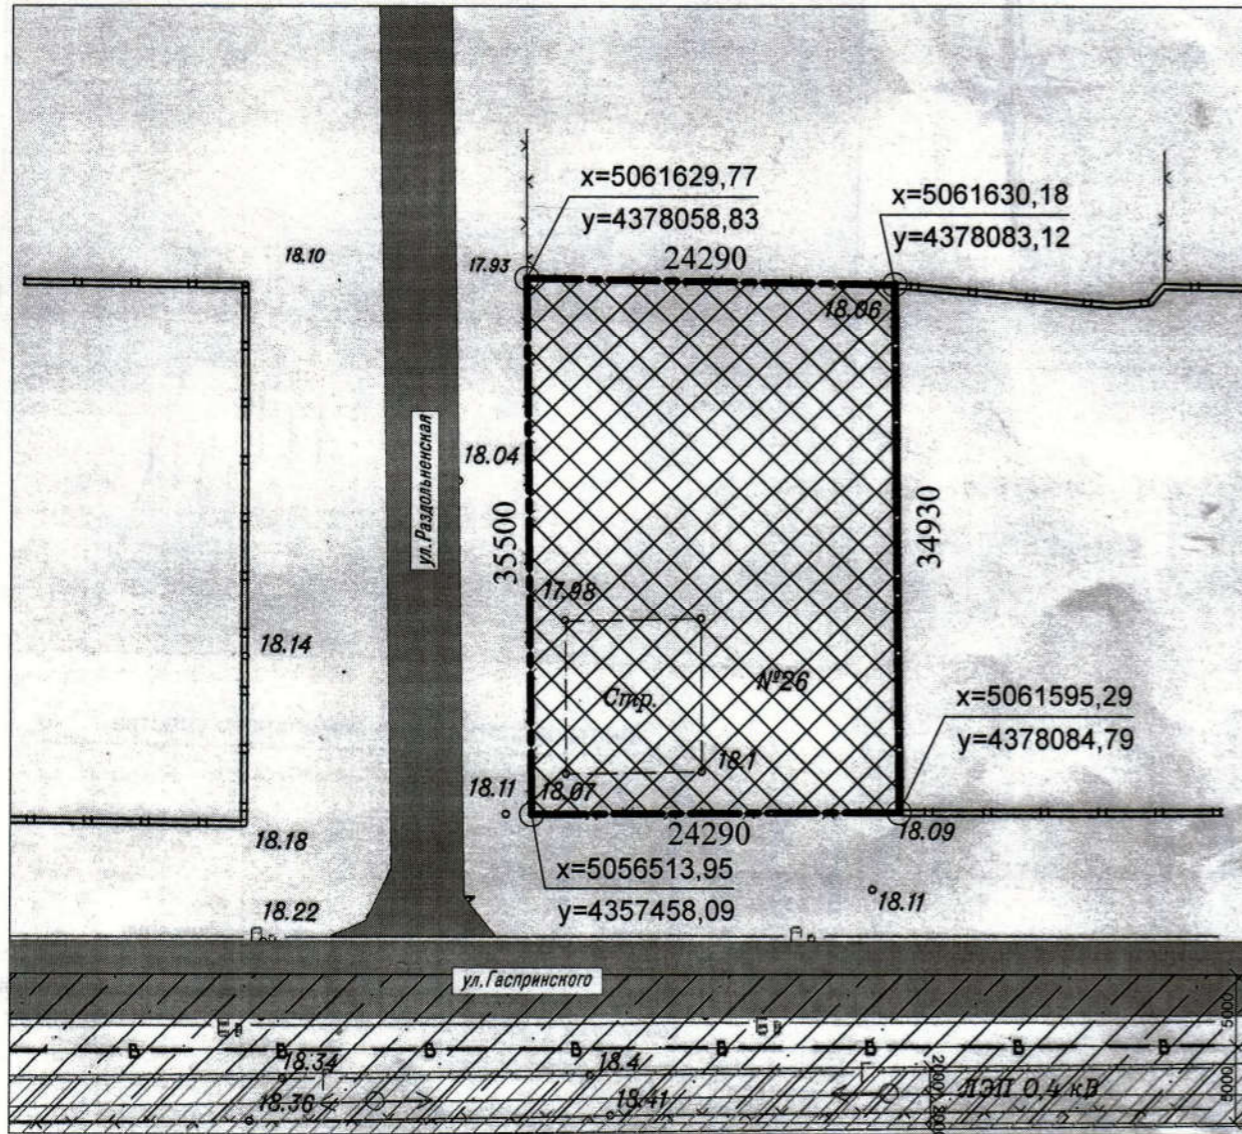 x=5061629,77
y=4378058,83
x=5061630,18
y=4378083,12
18.10
17.93
24290
18.06
ул.Раздольненская
18.04
35500
34930
17.98
18.14
Стр.
№26
x=5061595,29
y=4378084,79
18.1
18.11
18.07
18.18
24290
18.09
x=5056513,95
y=4357458,09
18.22
18.11
ул.Гаспринского
5000
В В В В В В В В
18.34
18.4
18.36
18.41
2000
ЛЭП 0,4 кВ
5000